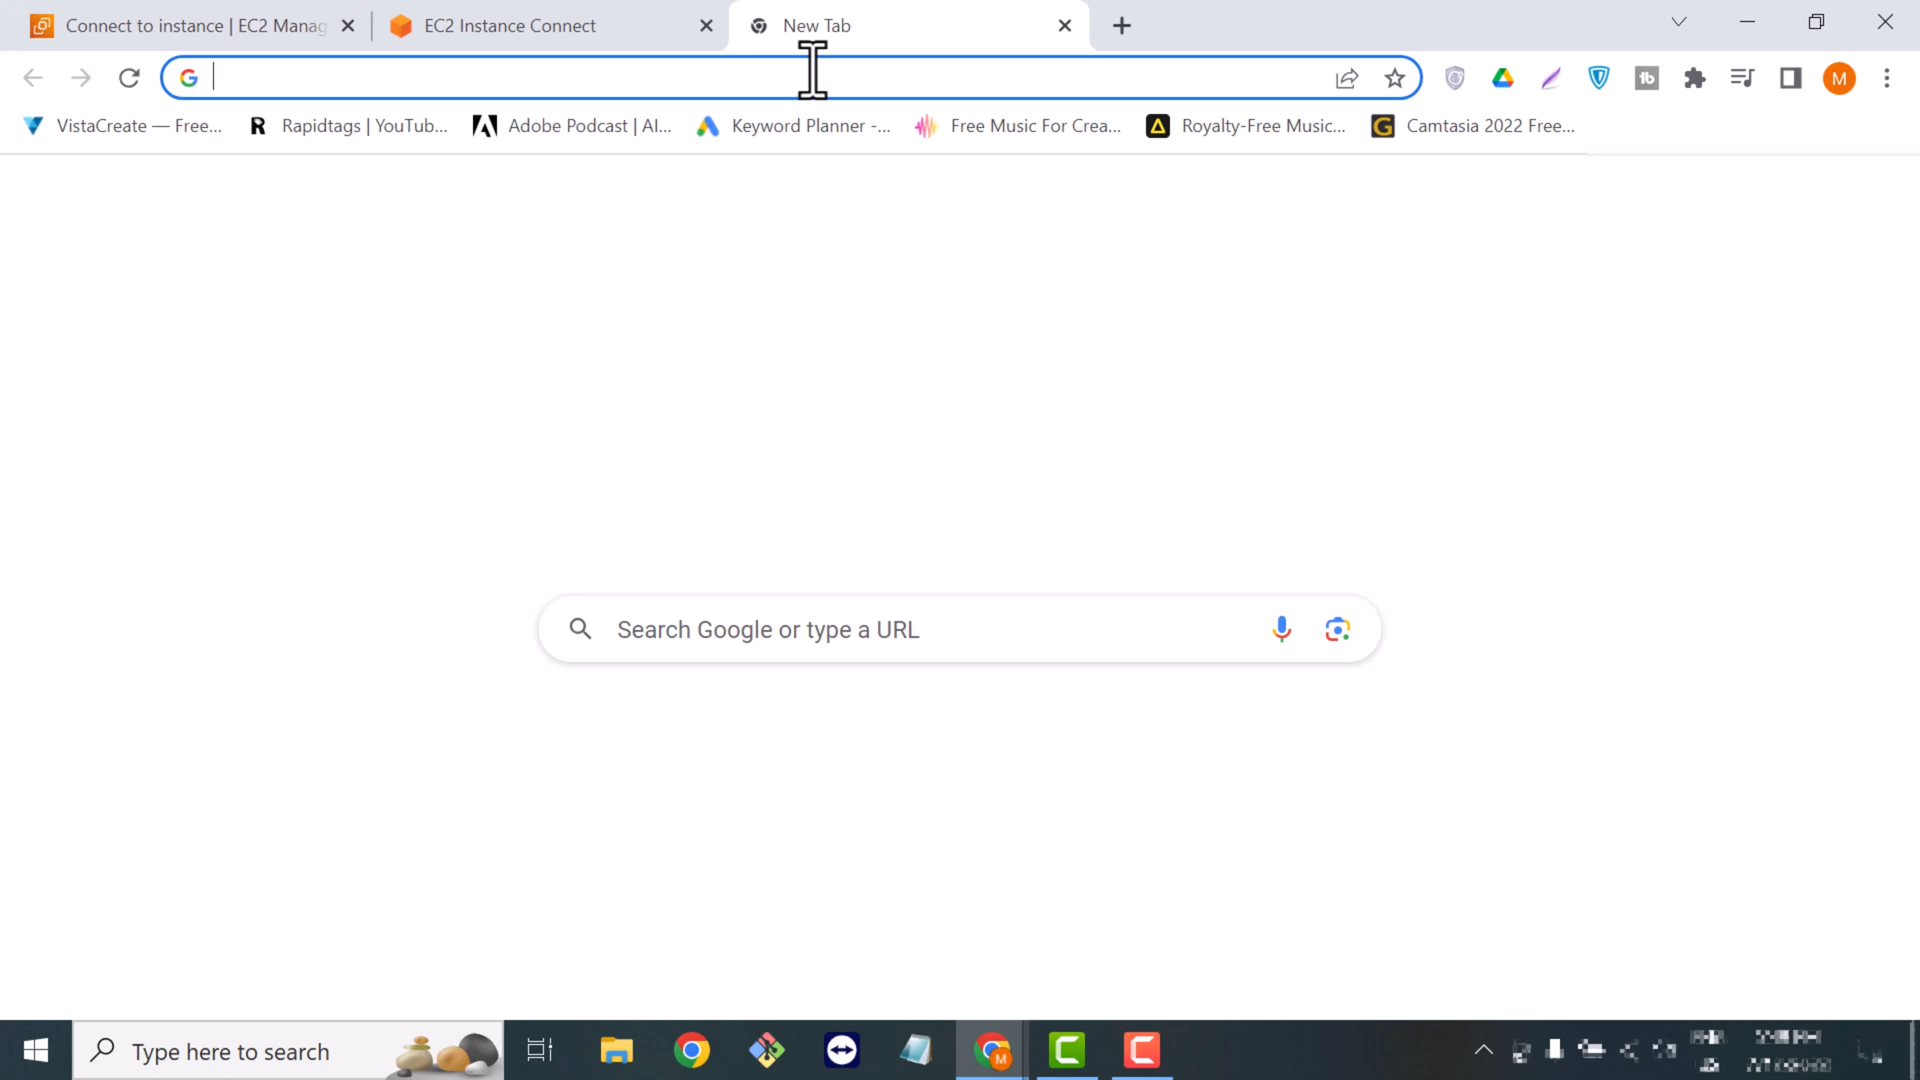 Connect to instance | EC2 Manag
EC2 Instance Connect
New Tab
VistaCreate — Free...
Rapidtags | YouTub...
Adobe Podcast | AI...
Keyword Planner -...
Free Music For Crea...
Royalty-Free Music...
Camtasia 2022 Free...
tb
M
Search Google or type a URL
Type here to search
M